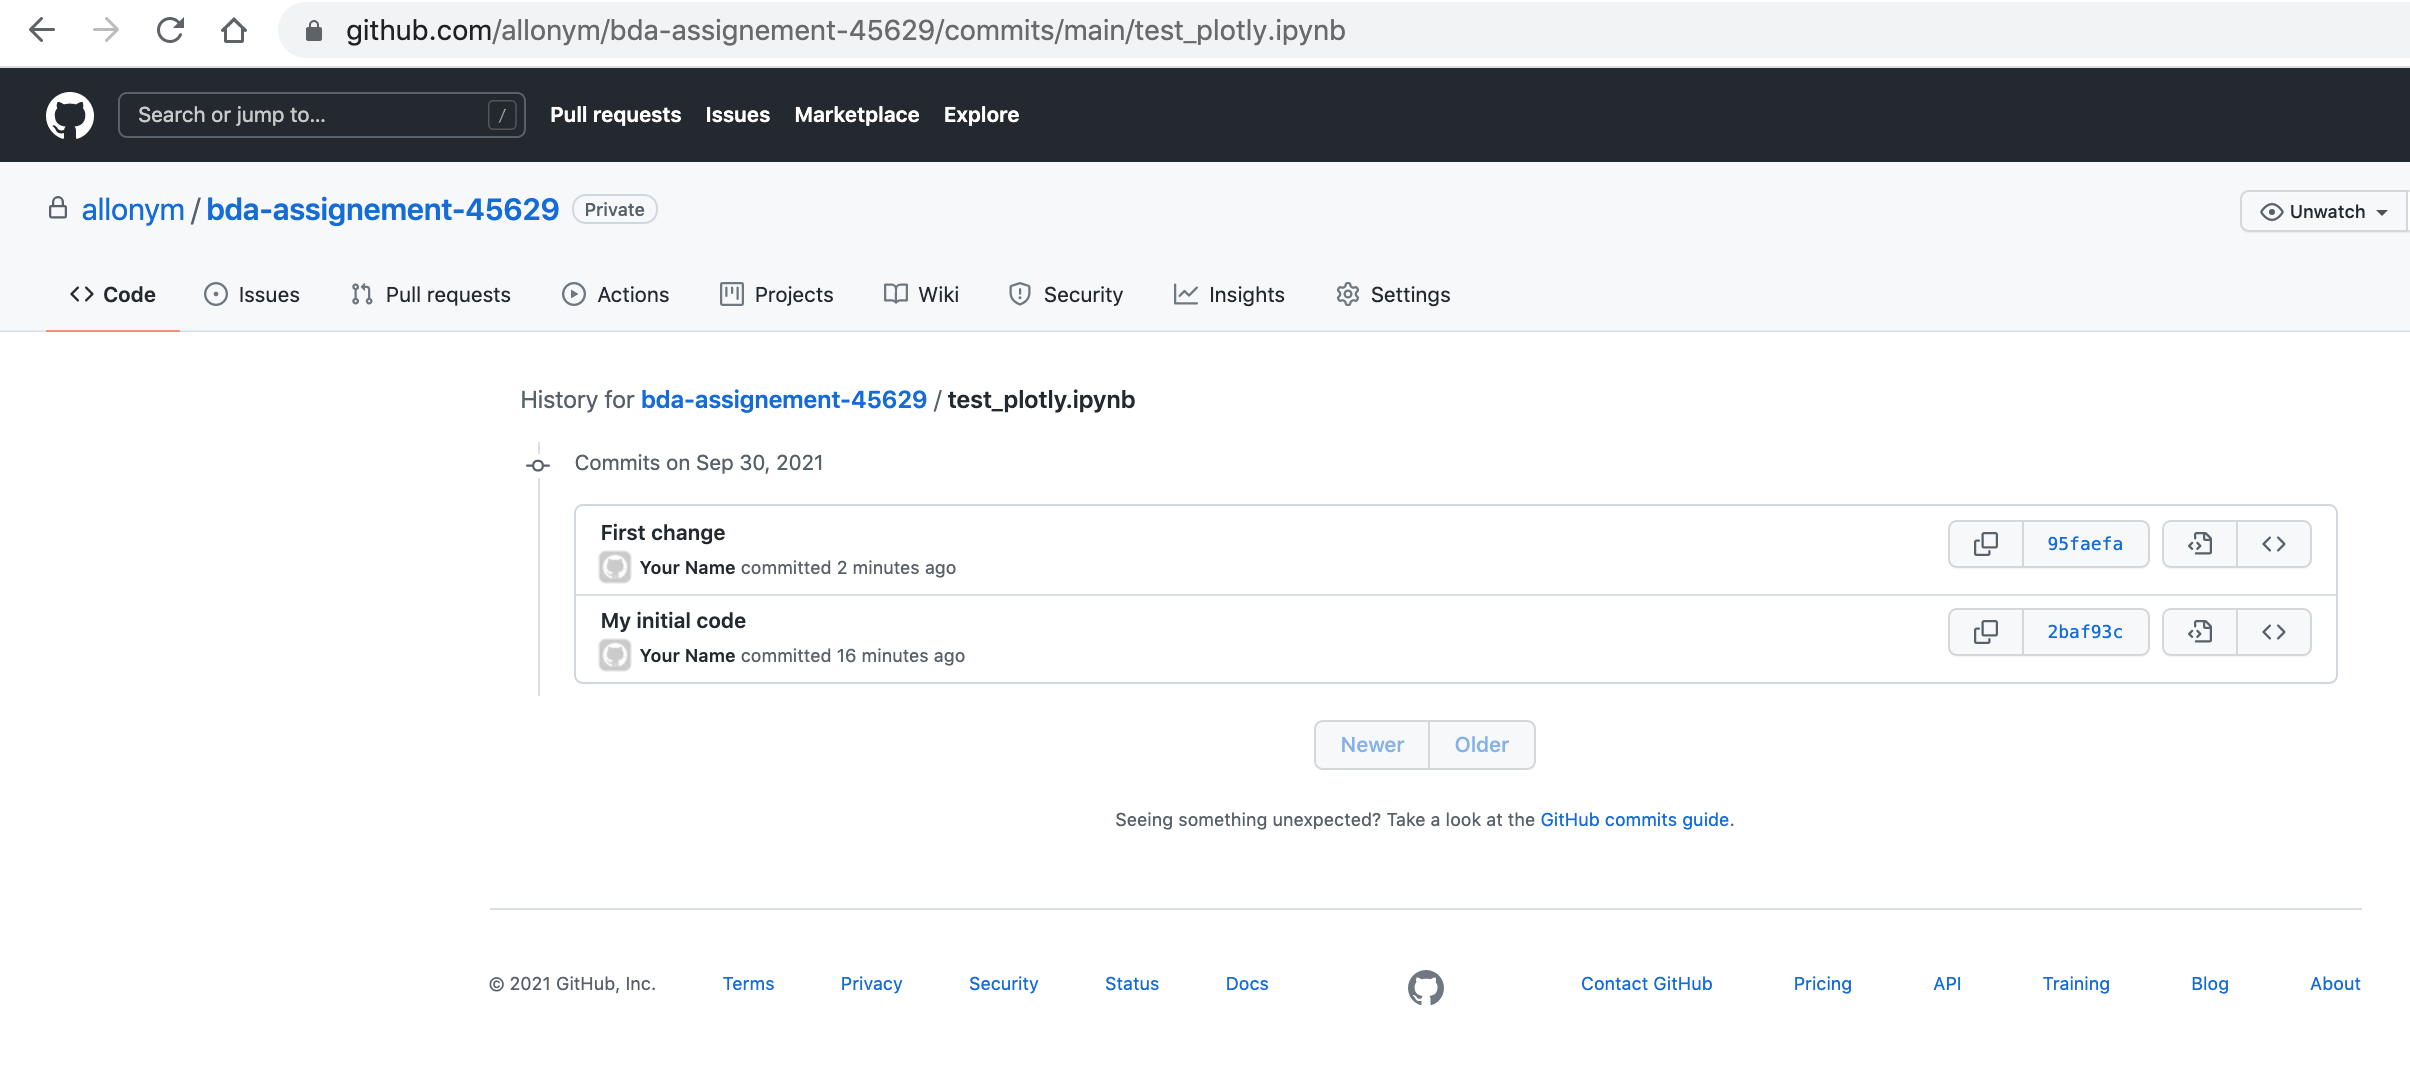 github.com/allonym/bda-assignement-45629/commits/main/test_plotly.ipynb
Search or jump to... / Pull requests Issues Marketplace Explore
allonym / bda-assignement-45629 Private Unwatch
<> Code Issues Pull requests Actions Projects Wiki Security Insights Settings
History for bda-assignement-45629 / test_plotly.ipynb
Commits on Sep 30, 2021
First change
95faefa
Your Name committed 2 minutes ago
My initial code
2baf93c
Your Name committed 16 minutes ago
Newer Older
Seeing something unexpected? Take a look at the GitHub commits guide.
© 2021 GitHub, Inc. Terms Privacy Security Status Docs Contact GitHub Pricing API Training Blog About